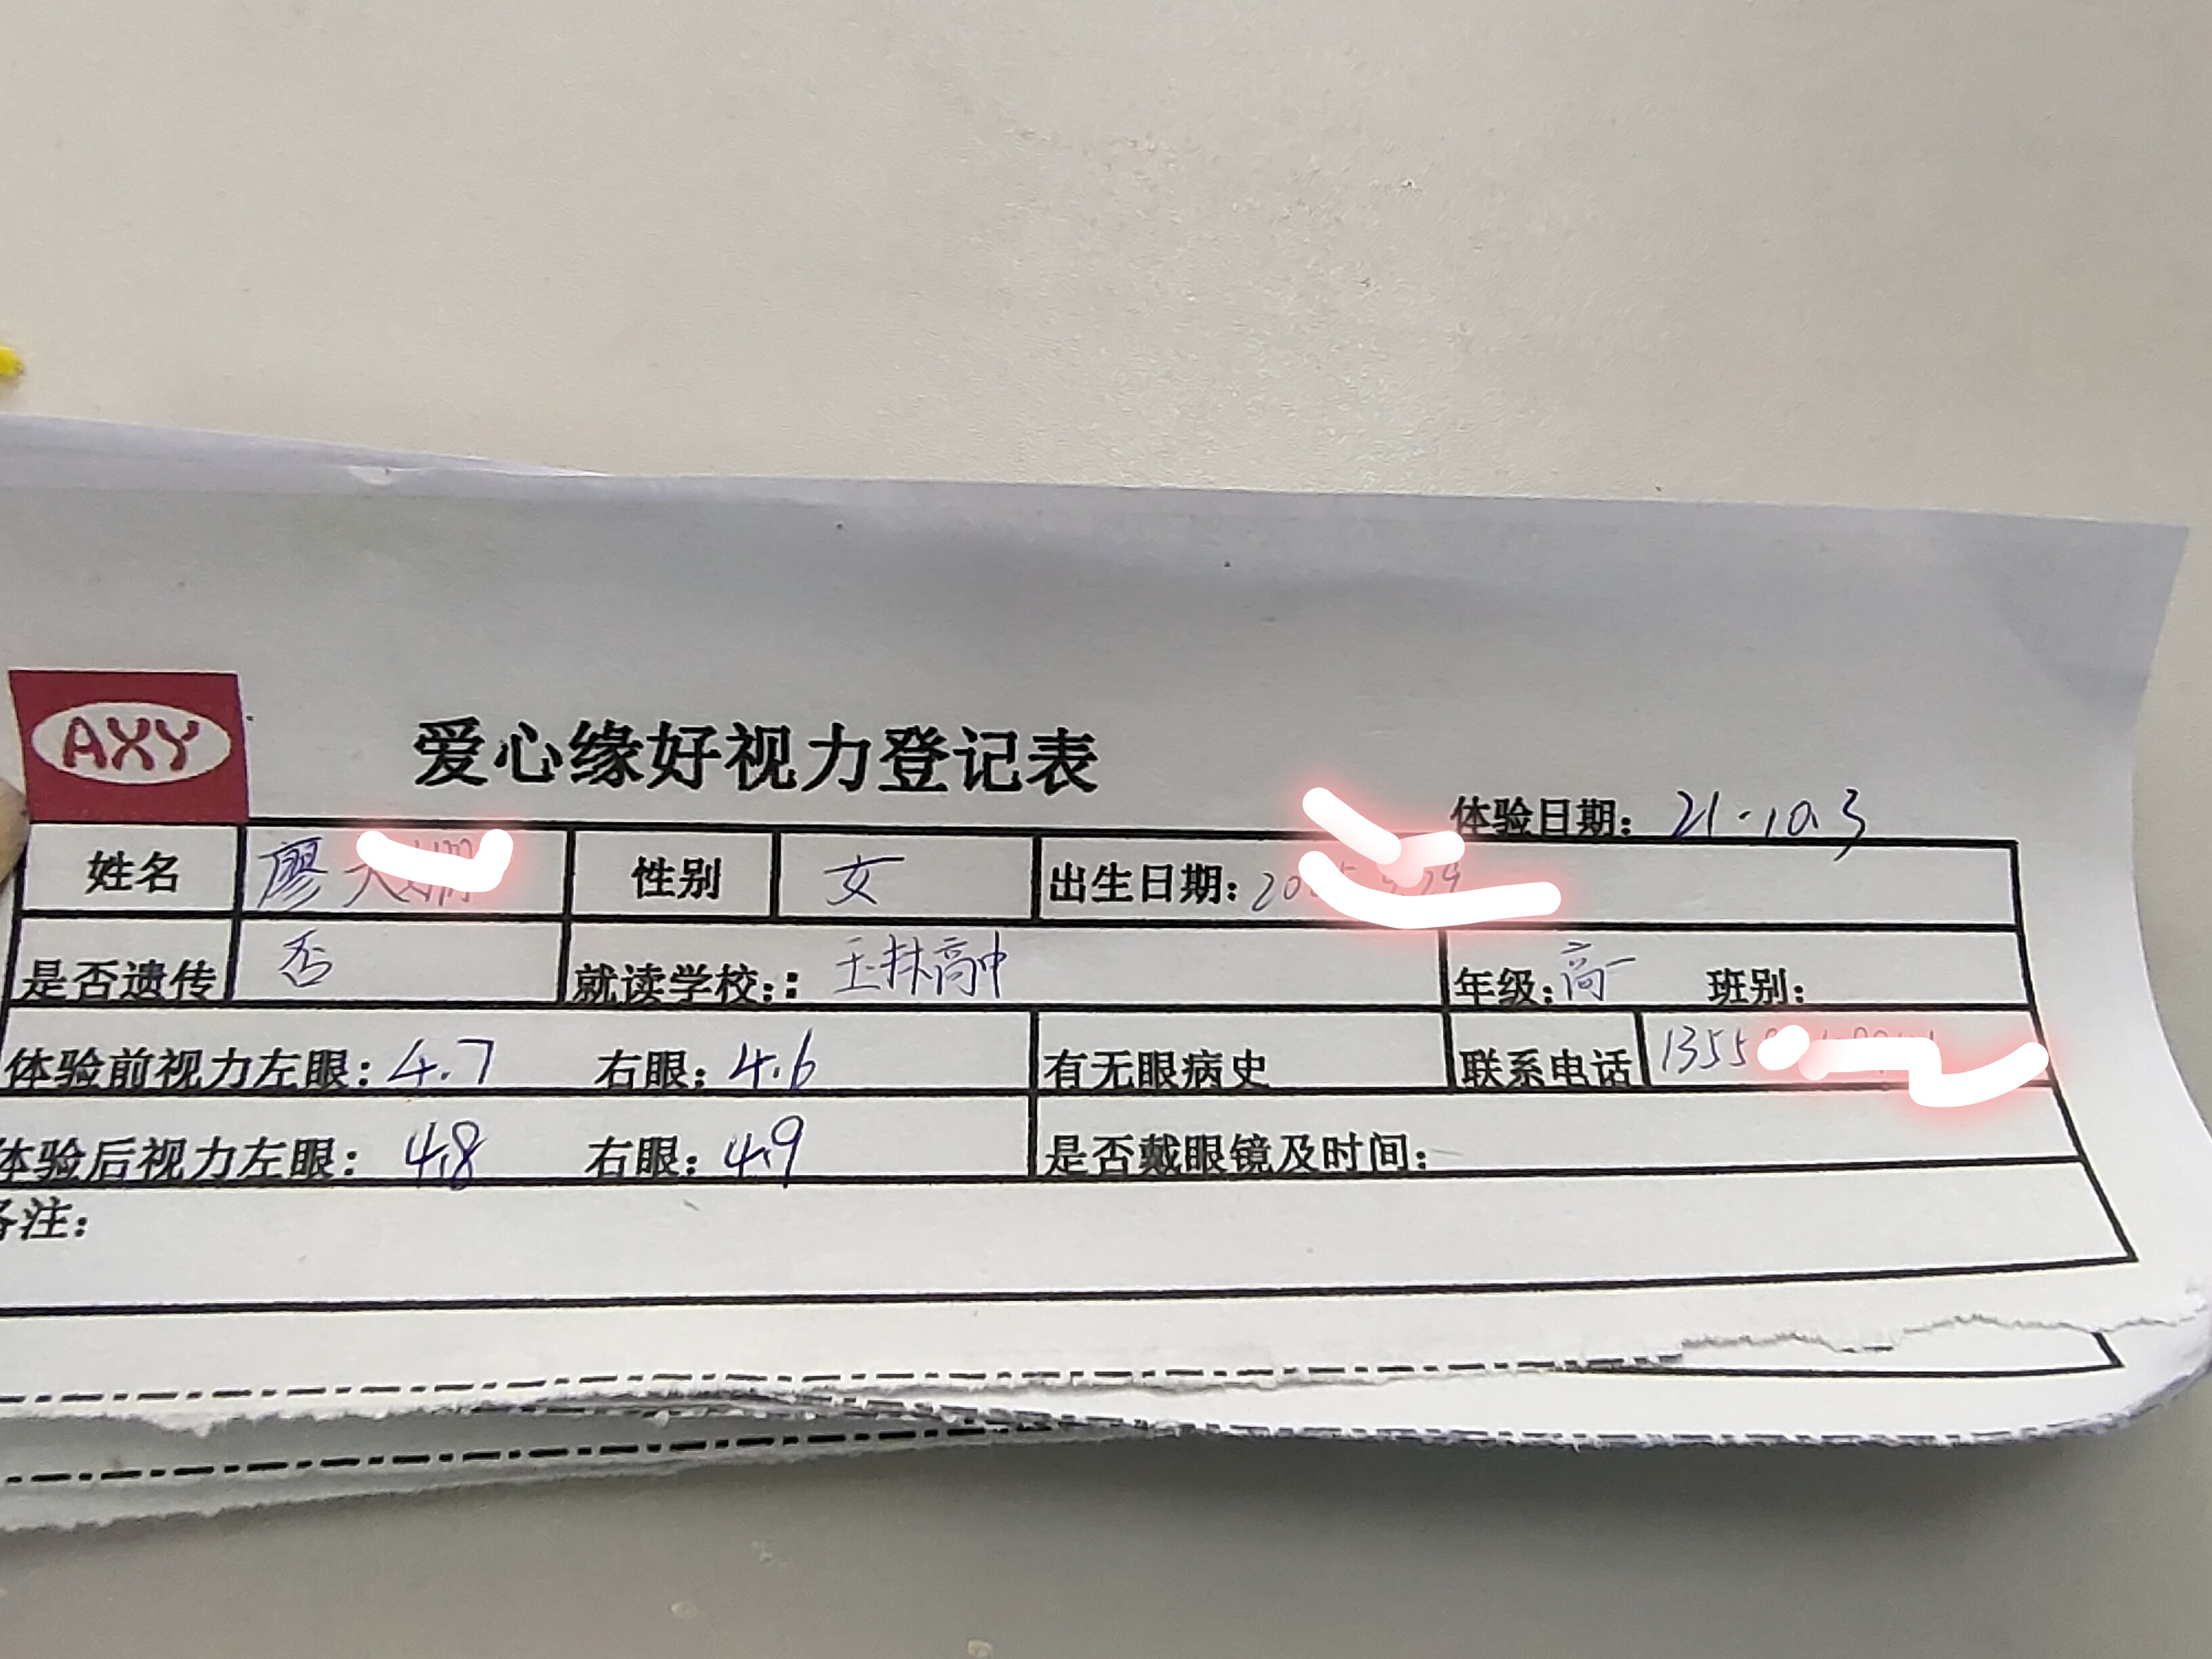 AXY
爱心缘好视力登记表
体验日期：21.10.3
姓名 廖 性别 女 出生日期：
是否遗传 否 就读学校：： 玉林高中 年级：高一 班别：
体验前视力左眼：4.7 右眼：4.6 有无眼病史 联系电话 1355
体验后视力左眼：4.8 右眼：4.9 是否戴眼镜及时间：
备注：